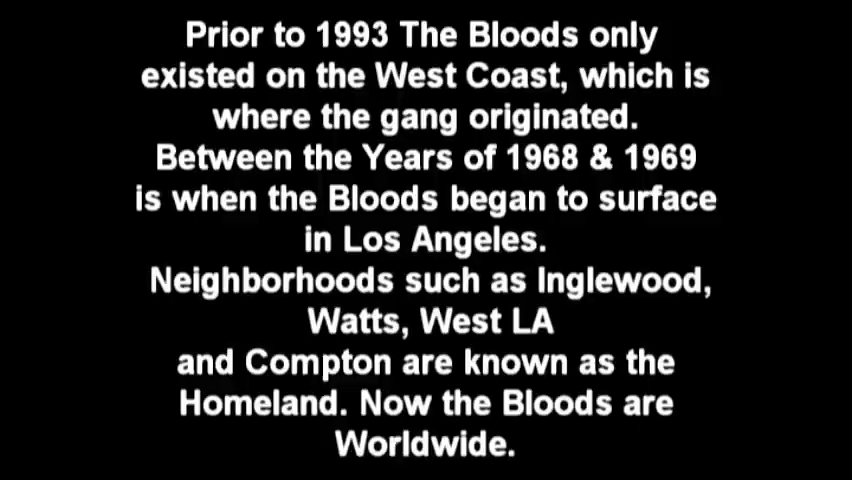 Prior to 1993 The Bloods only
existed on the West Coast, which is
where the gang originated.
Between the Years of 1968 & 1969
is when the Bloods began to surface
in Los Angeles.
Neighborhoods such as Inglewood,
Watts, West LA
and Compton are known as the
Homeland. Now the Bloods are
Worldwide.